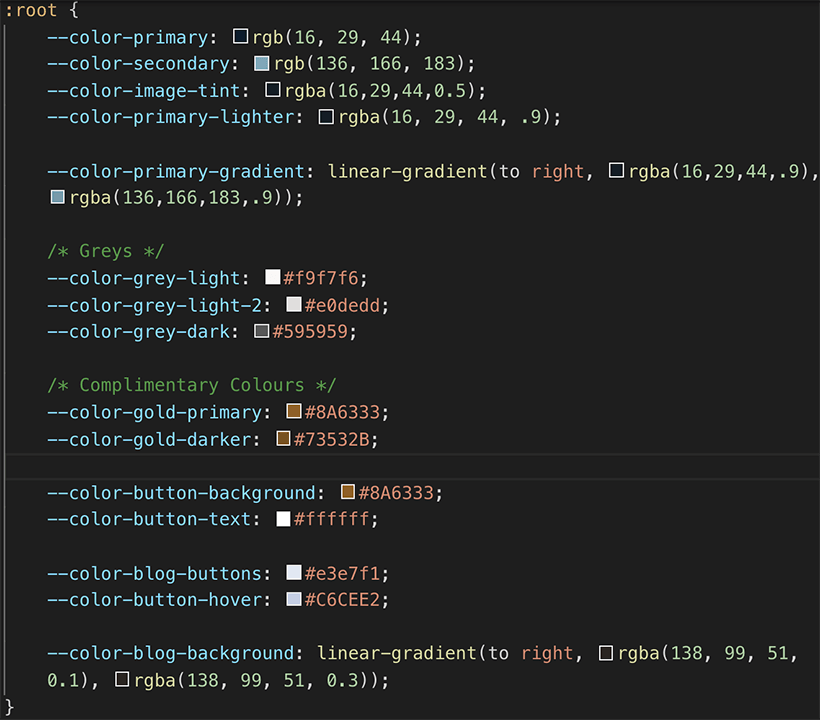 :root {
--color-primary: rgb(16, 29, 44);
--color-secondary: rgb(136, 166, 183);
--color-image-tint: rgba(16,29,44,0.5);
--color-primary-lighter: rgba(16, 29, 44, .9);
--color-primary-gradient: linear-gradient(to right, rgba(16,29,44,.9),
rgba(136,166,183,.9));
/* Greys */
--color-grey-light: #f9f7f6;
--color-grey-light-2: #e0dedd;
--color-grey-dark: #595959;
/* Complimentary Colours */
--color-gold-primary: #8A6333;
--color-gold-darker: #73532B;
--color-button-background: #8A6333;
--color-button-text: #ffffff;
--color-blog-buttons: #e3e7f1;
--color-button-hover: #C6CEE2;
--color-blog-background: linear-gradient(to right, rgba(138, 99, 51,
0.1), rgba(138, 99, 51, 0.3));
}